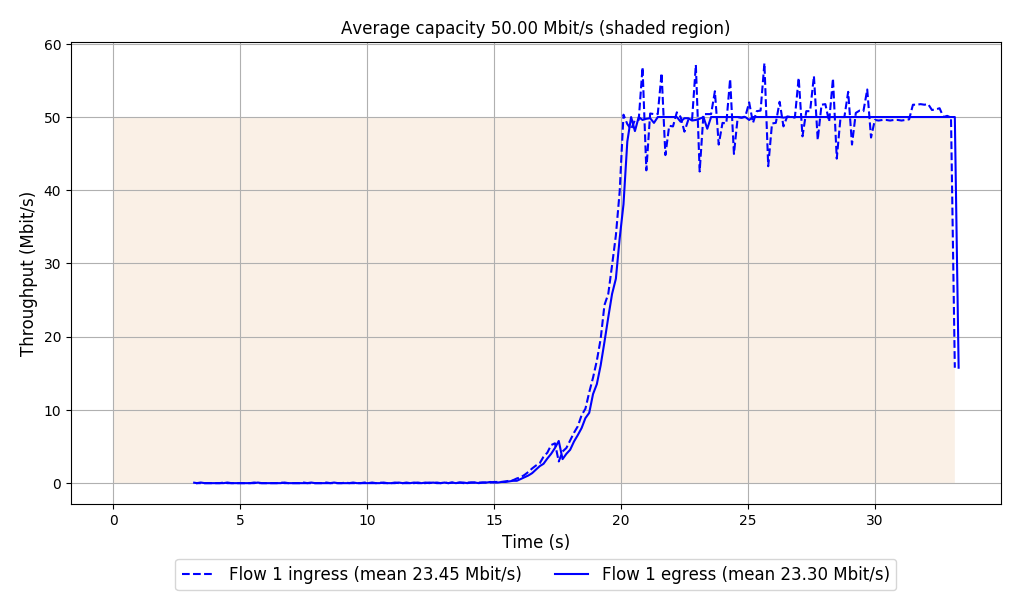 Average capacity 50.00 Mbit/s (shaded region)
Throughput (Mbit/s)
60
50
40
30
20
10
0
0 5 10 15 20 25 30
Time (s)
Flow 1 ingress (mean 23.45 Mbit/s) Flow 1 egress (mean 23.30 Mbit/s)